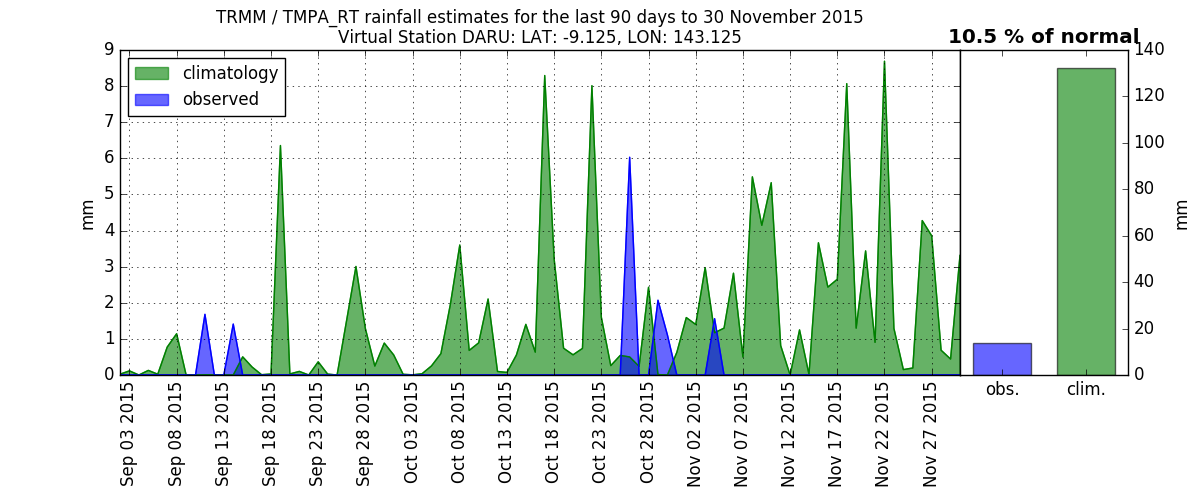 TRMM / TMPA_RT rainfall estimates for the last 90 days to 30 November 2015
Virtual Station DARU: LAT: -9.125, LON: 143.125
10.5 % of normal
climatology
observed
9
8
7
6
5
4
3
2
1
0
mm
Sep 03 2015
Sep 08 2015
Sep 13 2015
Sep 18 2015
Sep 23 2015
Sep 28 2015
Oct 03 2015
Oct 08 2015
Oct 13 2015
Oct 18 2015
Oct 23 2015
Oct 28 2015
Nov 02 2015
Nov 07 2015
Nov 12 2015
Nov 17 2015
Nov 22 2015
Nov 27 2015
obs.
clim.
140
120
100
80
60
40
20
0
mm